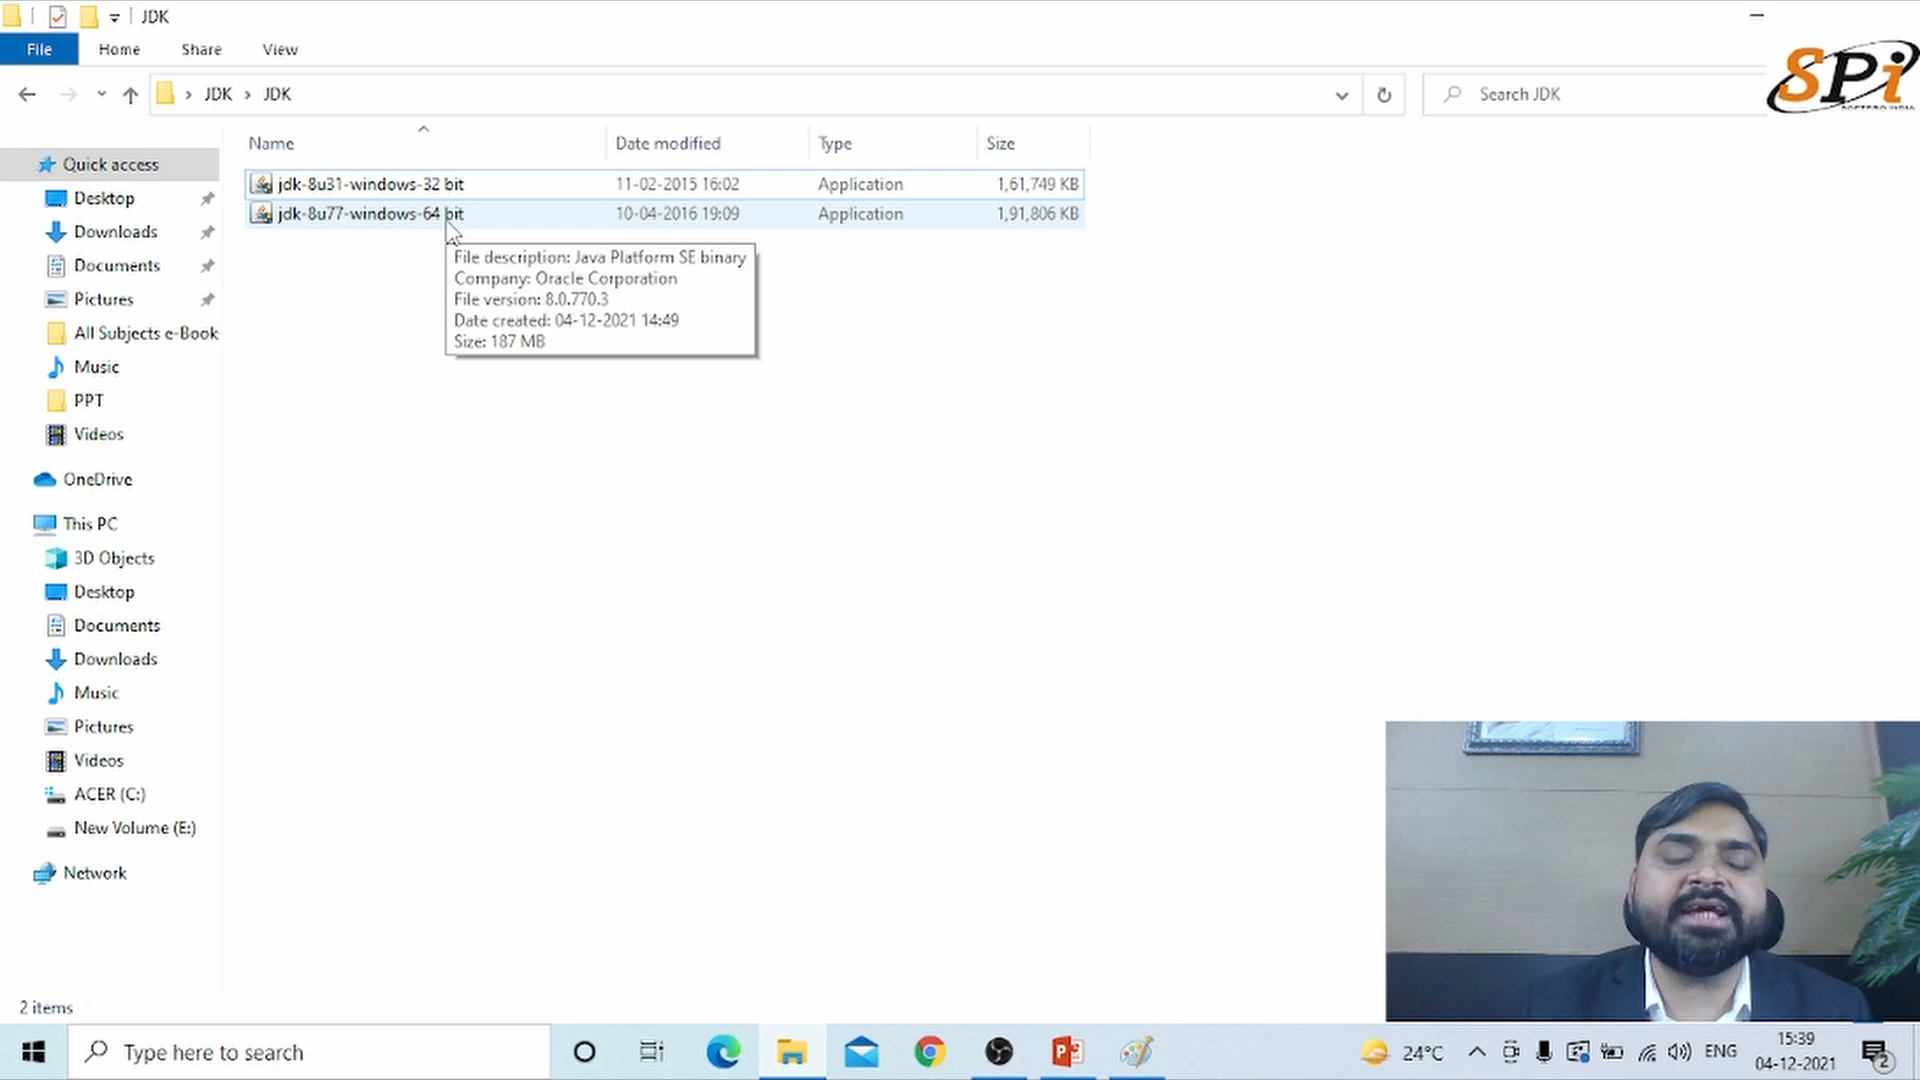 JDK
File Home Share View
SPi
JDK > JDK
Search JDK
Name Date modified Type Size
Quick access
jdk-8u31-windows-32 bit 11-02-2015 16:02 Application 1,61,749 KB
Desktop
jdk-8u77-windows-64 bit 10-04-2016 19:09 Application 1,91,806 KB
Downloads
File description: Java Platform SE binary
Documents
Company: Oracle Corporation
Pictures
File version: 8.0.770.3
Date created: 04-12-2021 14:49
All Subjects e-Book
Size: 187 MB
Music
PPT
Videos
OneDrive
This PC
3D Objects
Desktop
Documents
Downloads
Music
Pictures
Videos
ACER (C:)
New Volume (E:)
Network
2 items
Type here to search
24°C
ENG
15:39
04-12-2021
2